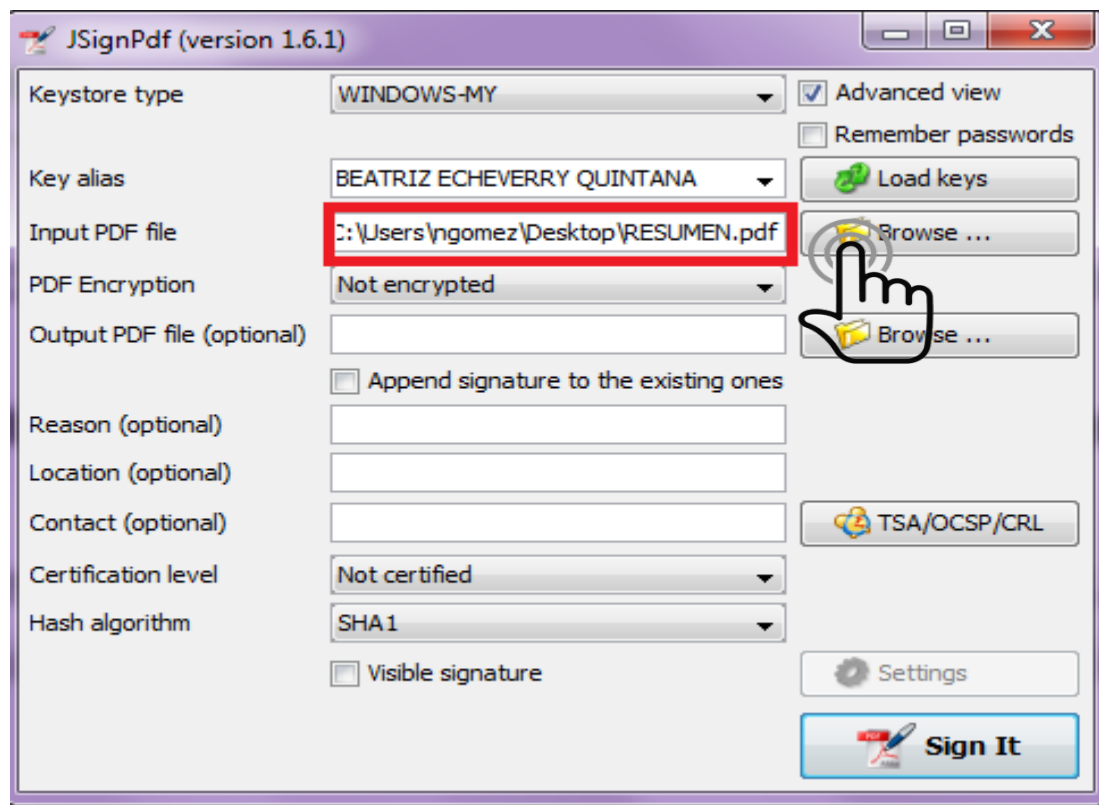 JSignPdf (version 1.6.1)
Keystore type WINDOWS-MY Advanced view
Remember passwords
Key alias BEATRIZ ECHEVERRY QUINTANA Load keys
Input PDF file C:\Users\ngomez\Desktop\RESUMEN.pdf Browse ...
PDF Encryption Not encrypted
Output PDF file (optional) Browse ...
Append signature to the existing ones
Reason (optional)
Location (optional)
Contact (optional) TSA/OCSP/CRL
Certification level Not certified
Hash algorithm SHA1
Visible signature Settings
Sign It